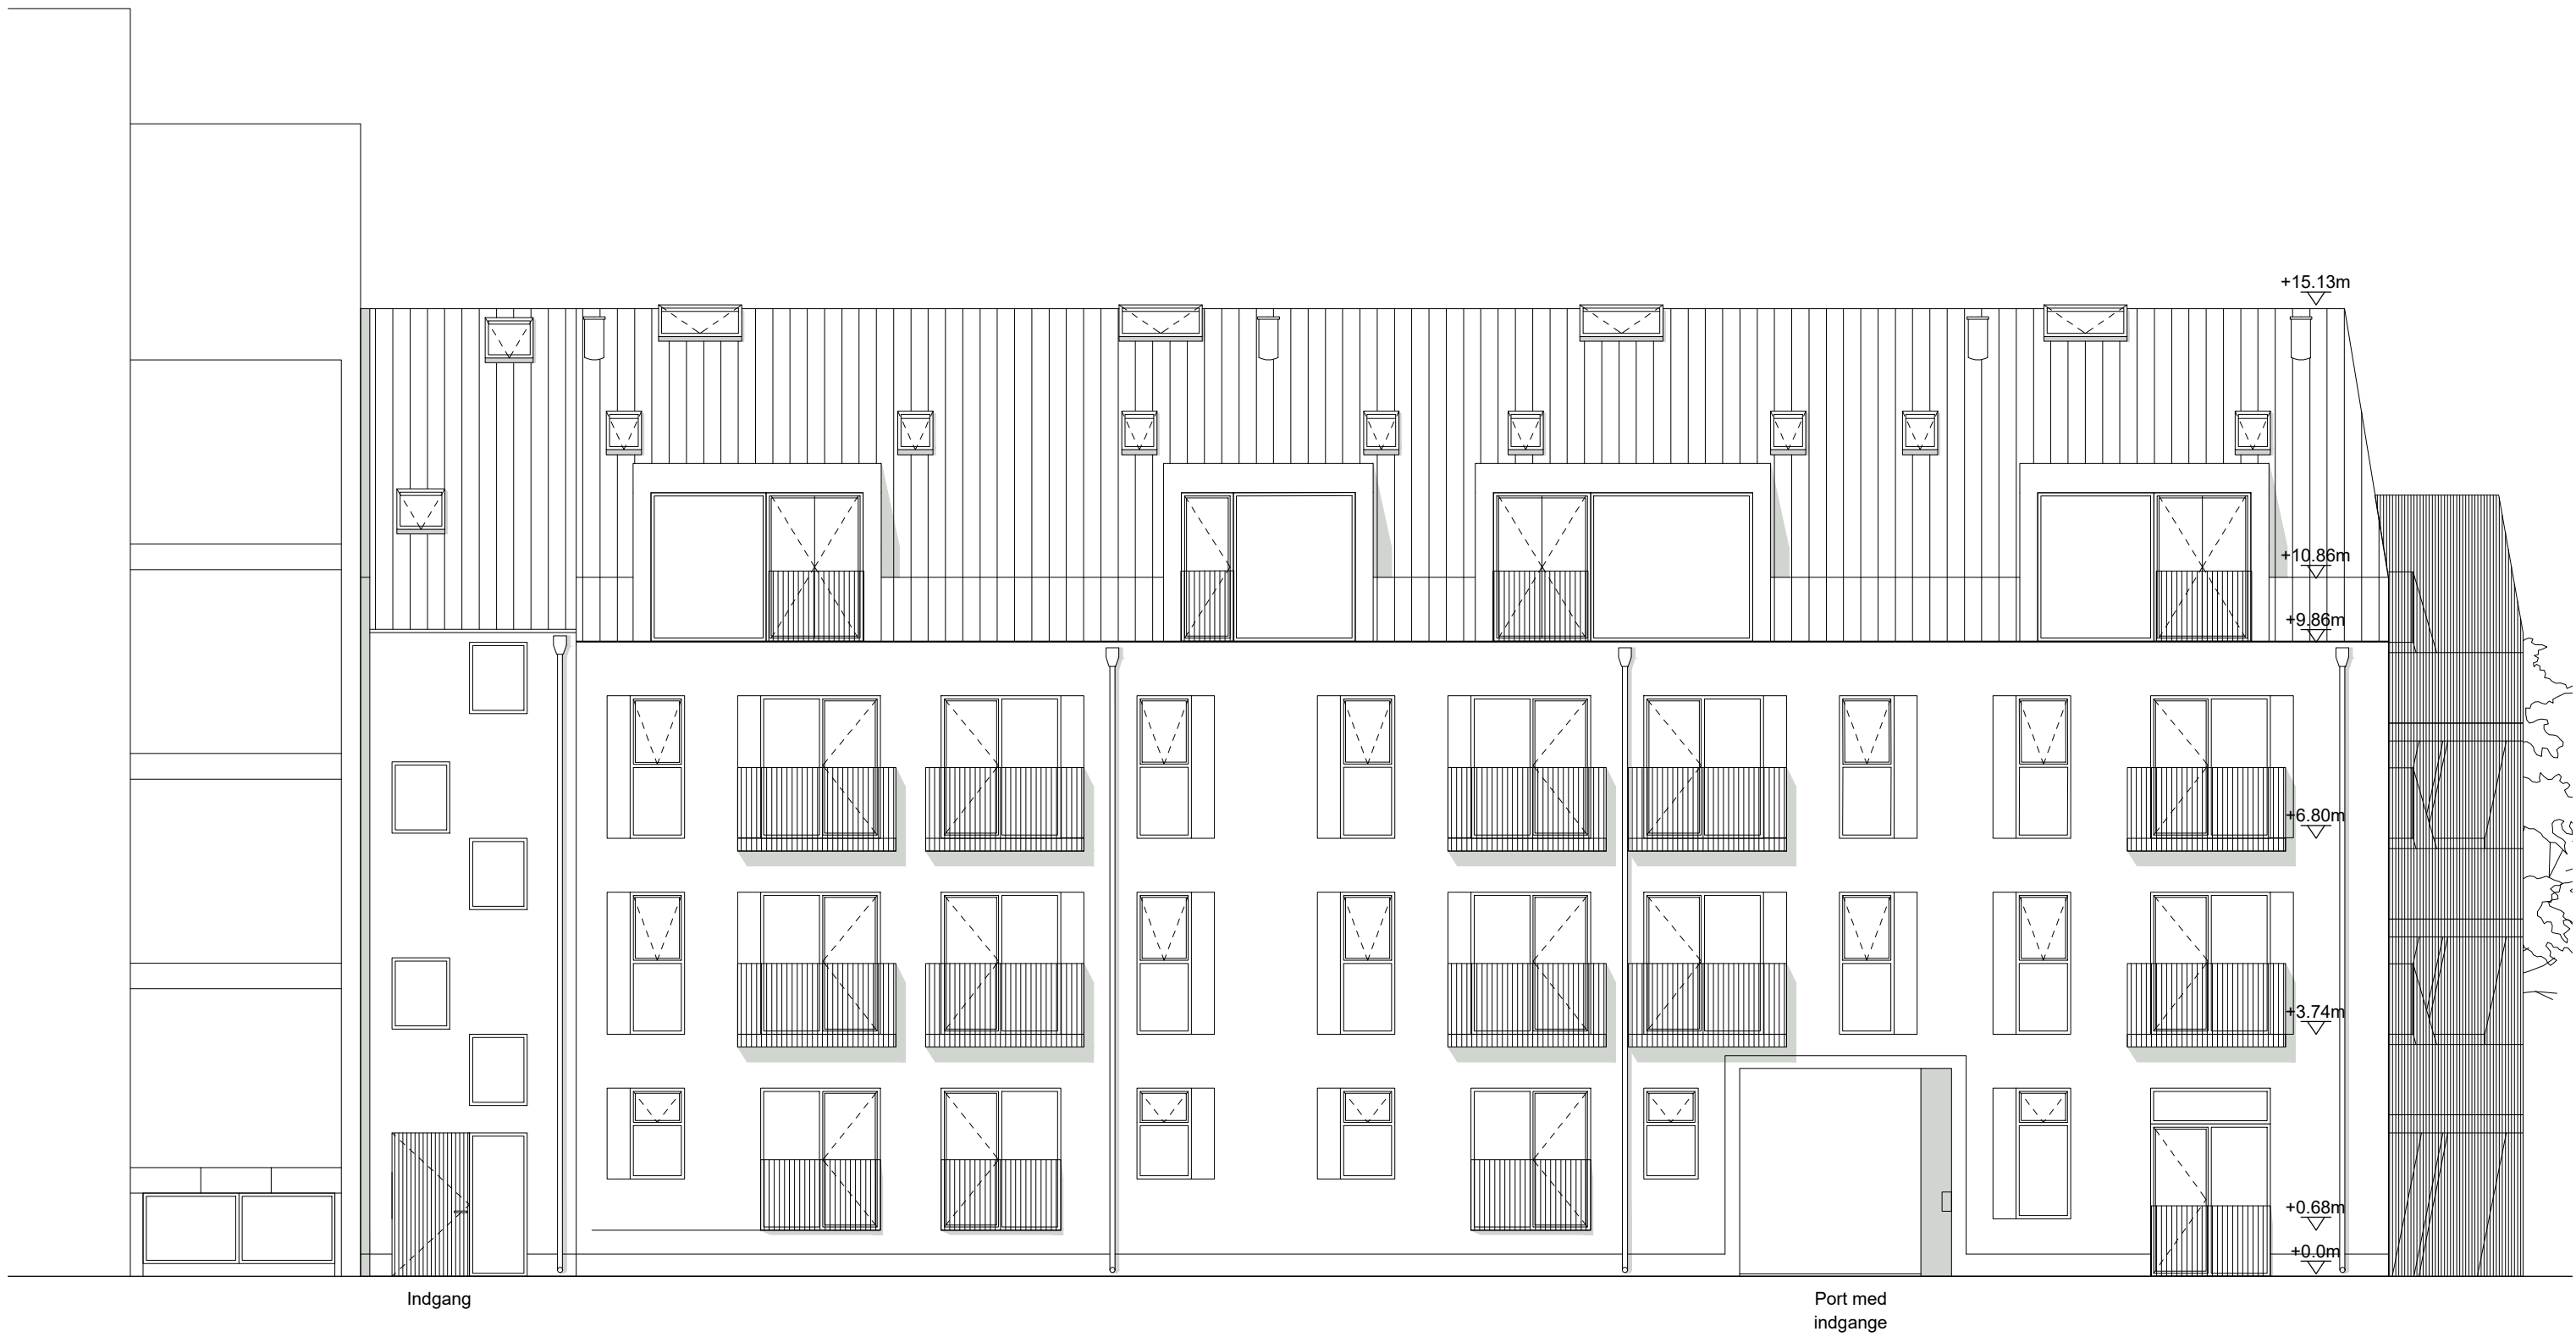 +15.13m
+10.86m
+9.86m
+6.80m
+3.74m
+0.68m
+0.0m
Indgang
Port med
indgange